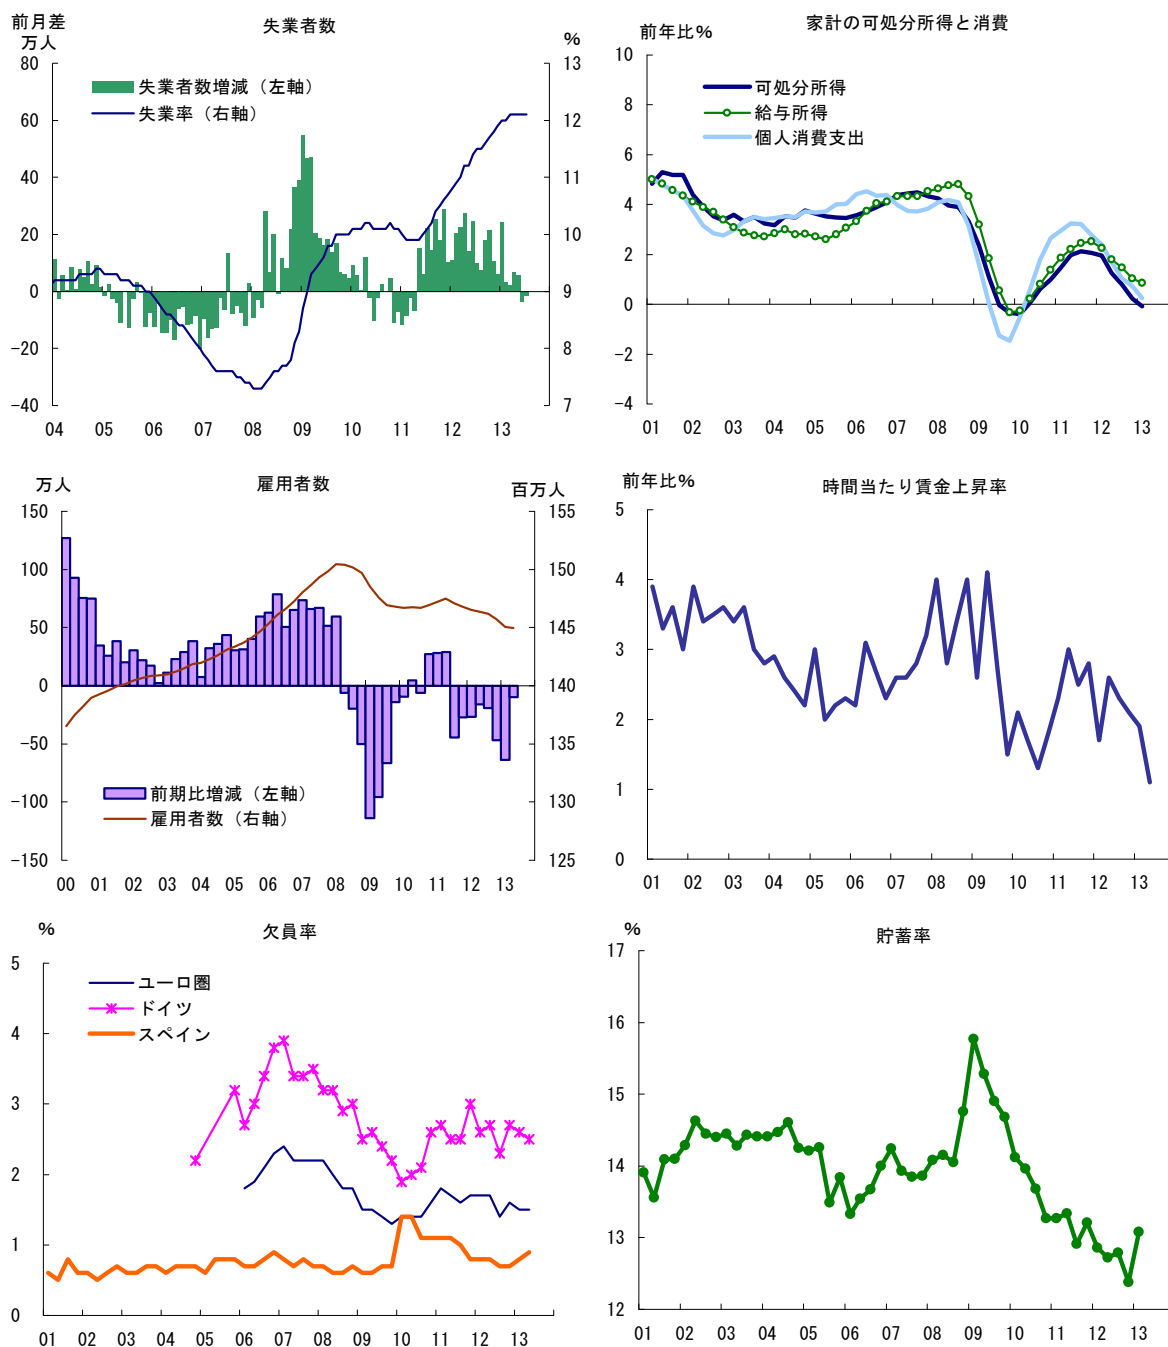 失業者数
前月差
万人
%
80
60
40
20
0
-20
-40
13
12
11
10
9
8
7
失業者数増減（左軸）
失業率（右軸）
04 05 06 07 08 09 10 11 12 13
家計の可処分所得と消費
前年比%
10
8
6
4
2
0
-2
-4
可処分所得
給与所得
個人消費支出
01 02 03 04 05 06 07 08 09 10 11 12 13
雇用者数
万人
百万人
150
100
50
0
-50
-100
-150
155
150
145
140
135
130
125
前期比増減（左軸）
雇用者数（右軸）
00 01 02 03 04 05 06 07 08 09 10 11 12 13
時間当たり賃金上昇率
前年比%
5
4
3
2
1
0
01 02 03 04 05 06 07 08 09 10 11 12 13
欠員率
%
5
4
3
2
1
0
ユーロ圏
ドイツ
スペイン
01 02 03 04 05 06 07 08 09 10 11 12 13
貯蓄率
%
17
16
15
14
13
12
01 02 03 04 05 06 07 08 09 10 11 12 13